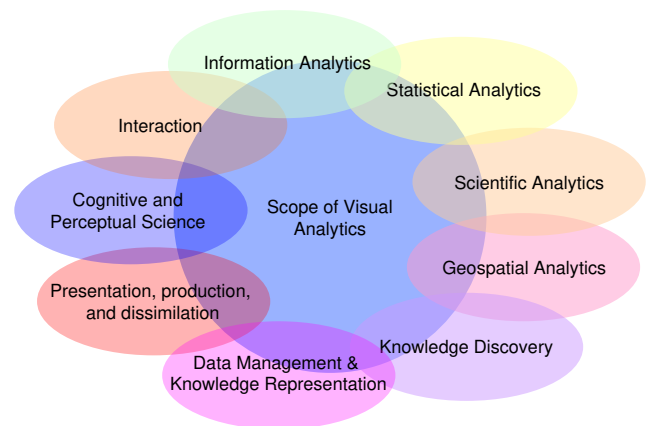 Information Analytics
Statistical Analytics
Interaction
Scientific Analytics
Cognitive and
Perceptual Science
Scope of Visual
Analytics
Geospatial Analytics
Presentation, production,
and dissimilation
Knowledge Discovery
Data Management &
Knowledge Representation